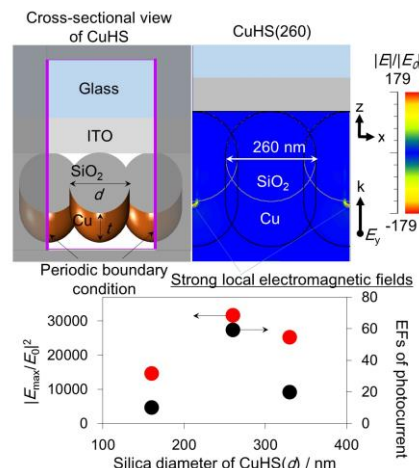 Cross-sectional view
of CuHS
CuHS(260)
|E|/|E0|
179
-179
Glass
ITO
SiO2
d
Cu
t
260 nm
SiO2
Cu
z
x
k
Ey
Periodic boundary
condition
Strong local electromagnetic fields
|Emax/E0|²
30000
20000
10000
0
80
60
40
20
0
EFs of
photocurrent
100
200
300
400
Silica diameter of CuHS(d) / nm